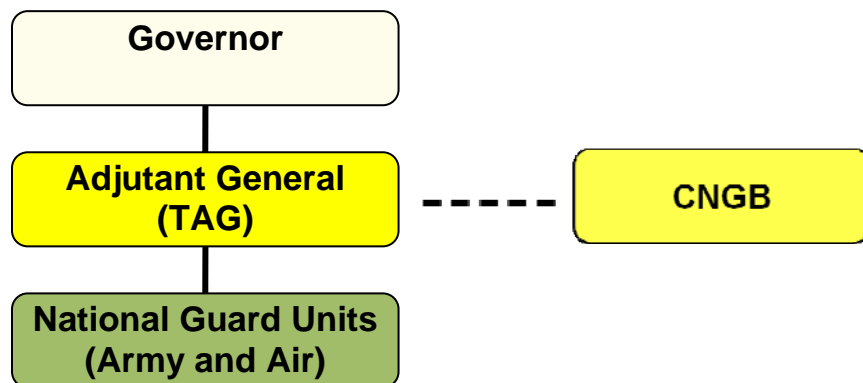 Governor
Adjutant General
(TAG)
CNGB
National Guard Units
(Army and Air)